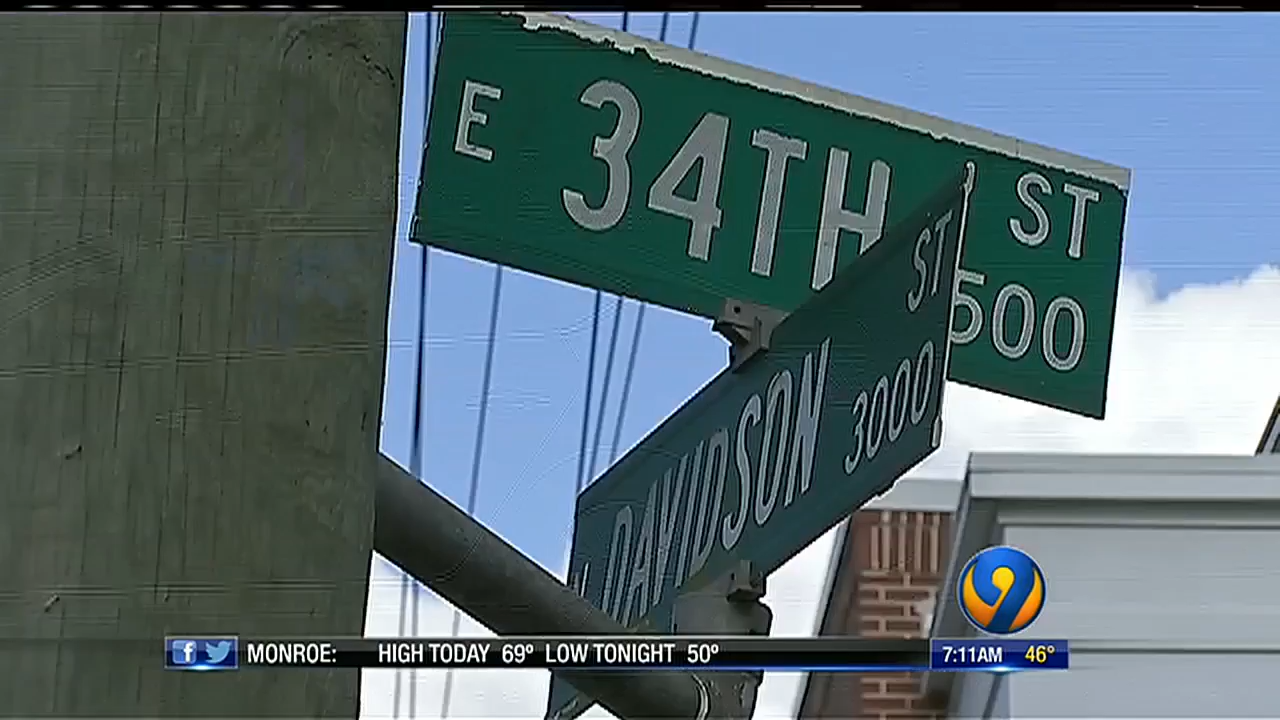 E 34TH ST
500
N DAVIDSON ST
3000
9
MONROE: HIGH TODAY 69° LOW TONIGHT 50°
7:11AM 46°